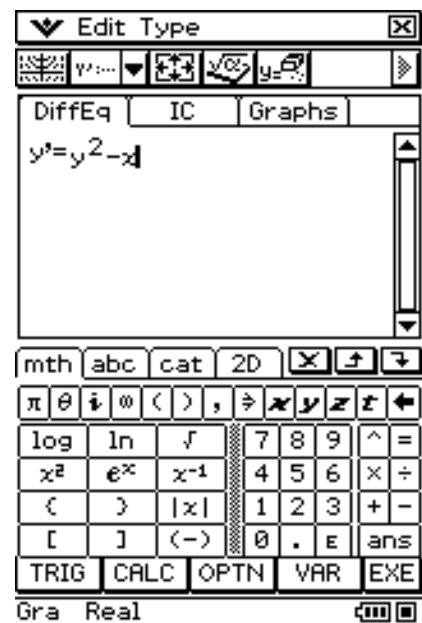 Edit Type
DiffEq IC Graphs
y'=y²-x
mth abc cat 2D
π θ i ∞ ( ) , ⇒ x y z t ←
log ln √ 7 8 9 ^ =
x² eˣ x⁻¹ 4 5 6 × ÷
{ } |x| 1 2 3 + −
[ ] (−) 0 . E ans
TRIG CALC OPTN VAR EXE
Gra Real